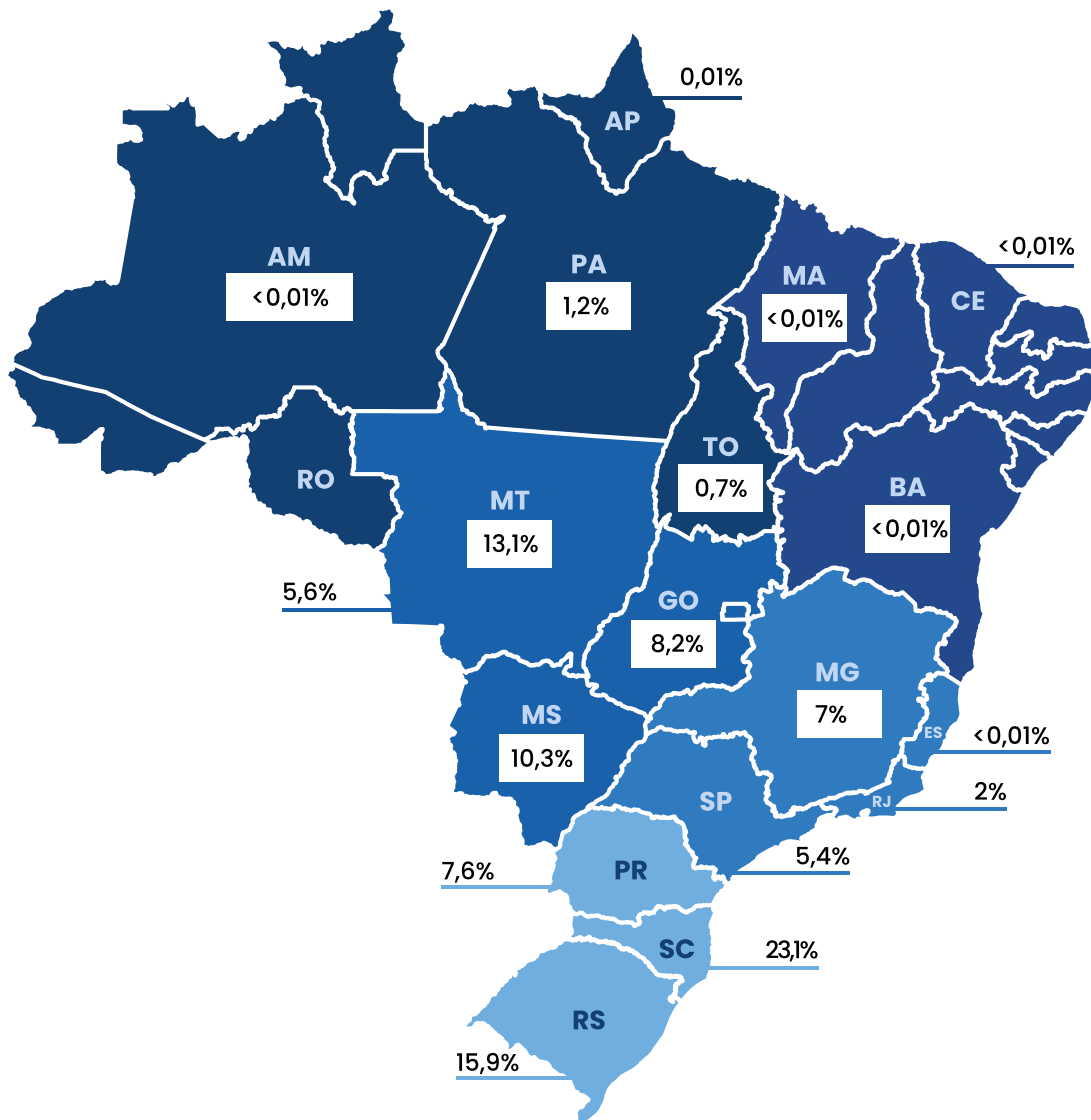 0,01%
AP
AM
<0,01%
PA
1,2%
MA
<0,01%
<0,01%
CE
TO
0,7%
RO
MT
13,1%
BA
<0,01%
5,6%
GO
8,2%
MG
7%
MS
10,3%
ES
<0,01%
RJ
2%
SP
5,4%
7,6%
PR
SC
23,1%
RS
15,9%